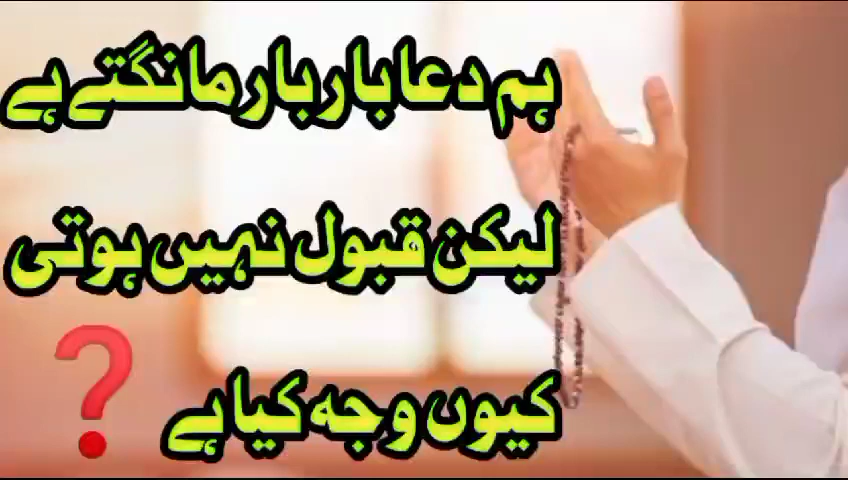 ہم دعا بار بار مانگتے ہے
لیکن قبول نہیں ہوتی
کیوں وجہ کیا ہے ❓